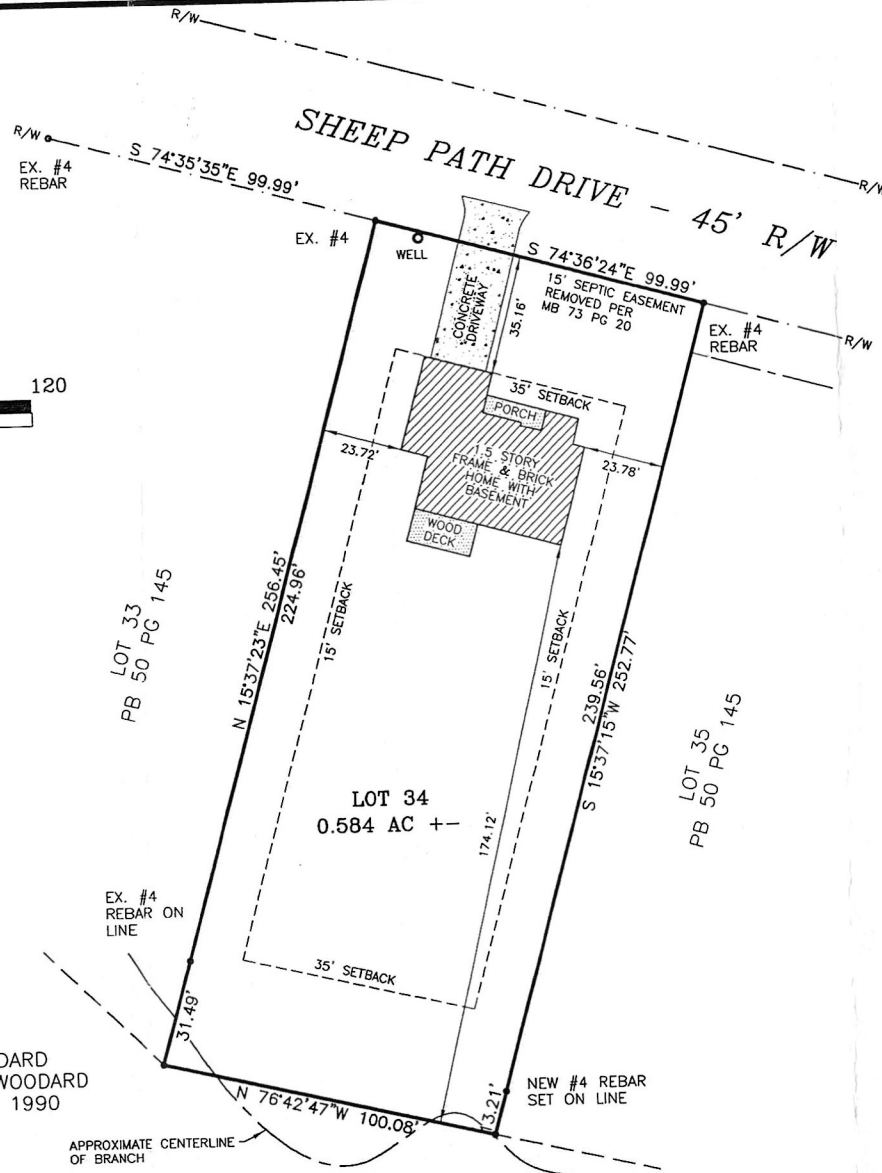 R/W
R/W
EX. #4
REBAR
S 74°35'35"E 99.99'
SHEEP PATH DRIVE - 45' R/W
R/W
EX. #4
WELL
S 74°36'24"E 99.99'
15' SEPTIC EASEMENT
REMOVED PER
MB 73 PG 20
CONCRETE
DRIVEWAY
35.16'
EX. #4
REBAR
R/W
120
35' SETBACK
PORCH
23.72'
1.5 STORY
FRAME & BRICK
HOME WITH
BASEMENT
23.78'
WOOD
DECK
LOT 33
PB 50 PG 145
N 15°37'23"E 256.45'
224.96'
15' SETBACK
15' SETBACK
239.56'
S 15°37'15"W 252.77'
LOT 35
PB 50 PG 145
LOT 34
0.584 AC +-
174.12'
EX. #4
REBAR ON
LINE
35' SETBACK
31.49'
DARD
WOODARD
1990
N 76°42'47"W 100.08'
13.21'
NEW #4 REBAR
SET ON LINE
APPROXIMATE CENTERLINE
OF BRANCH